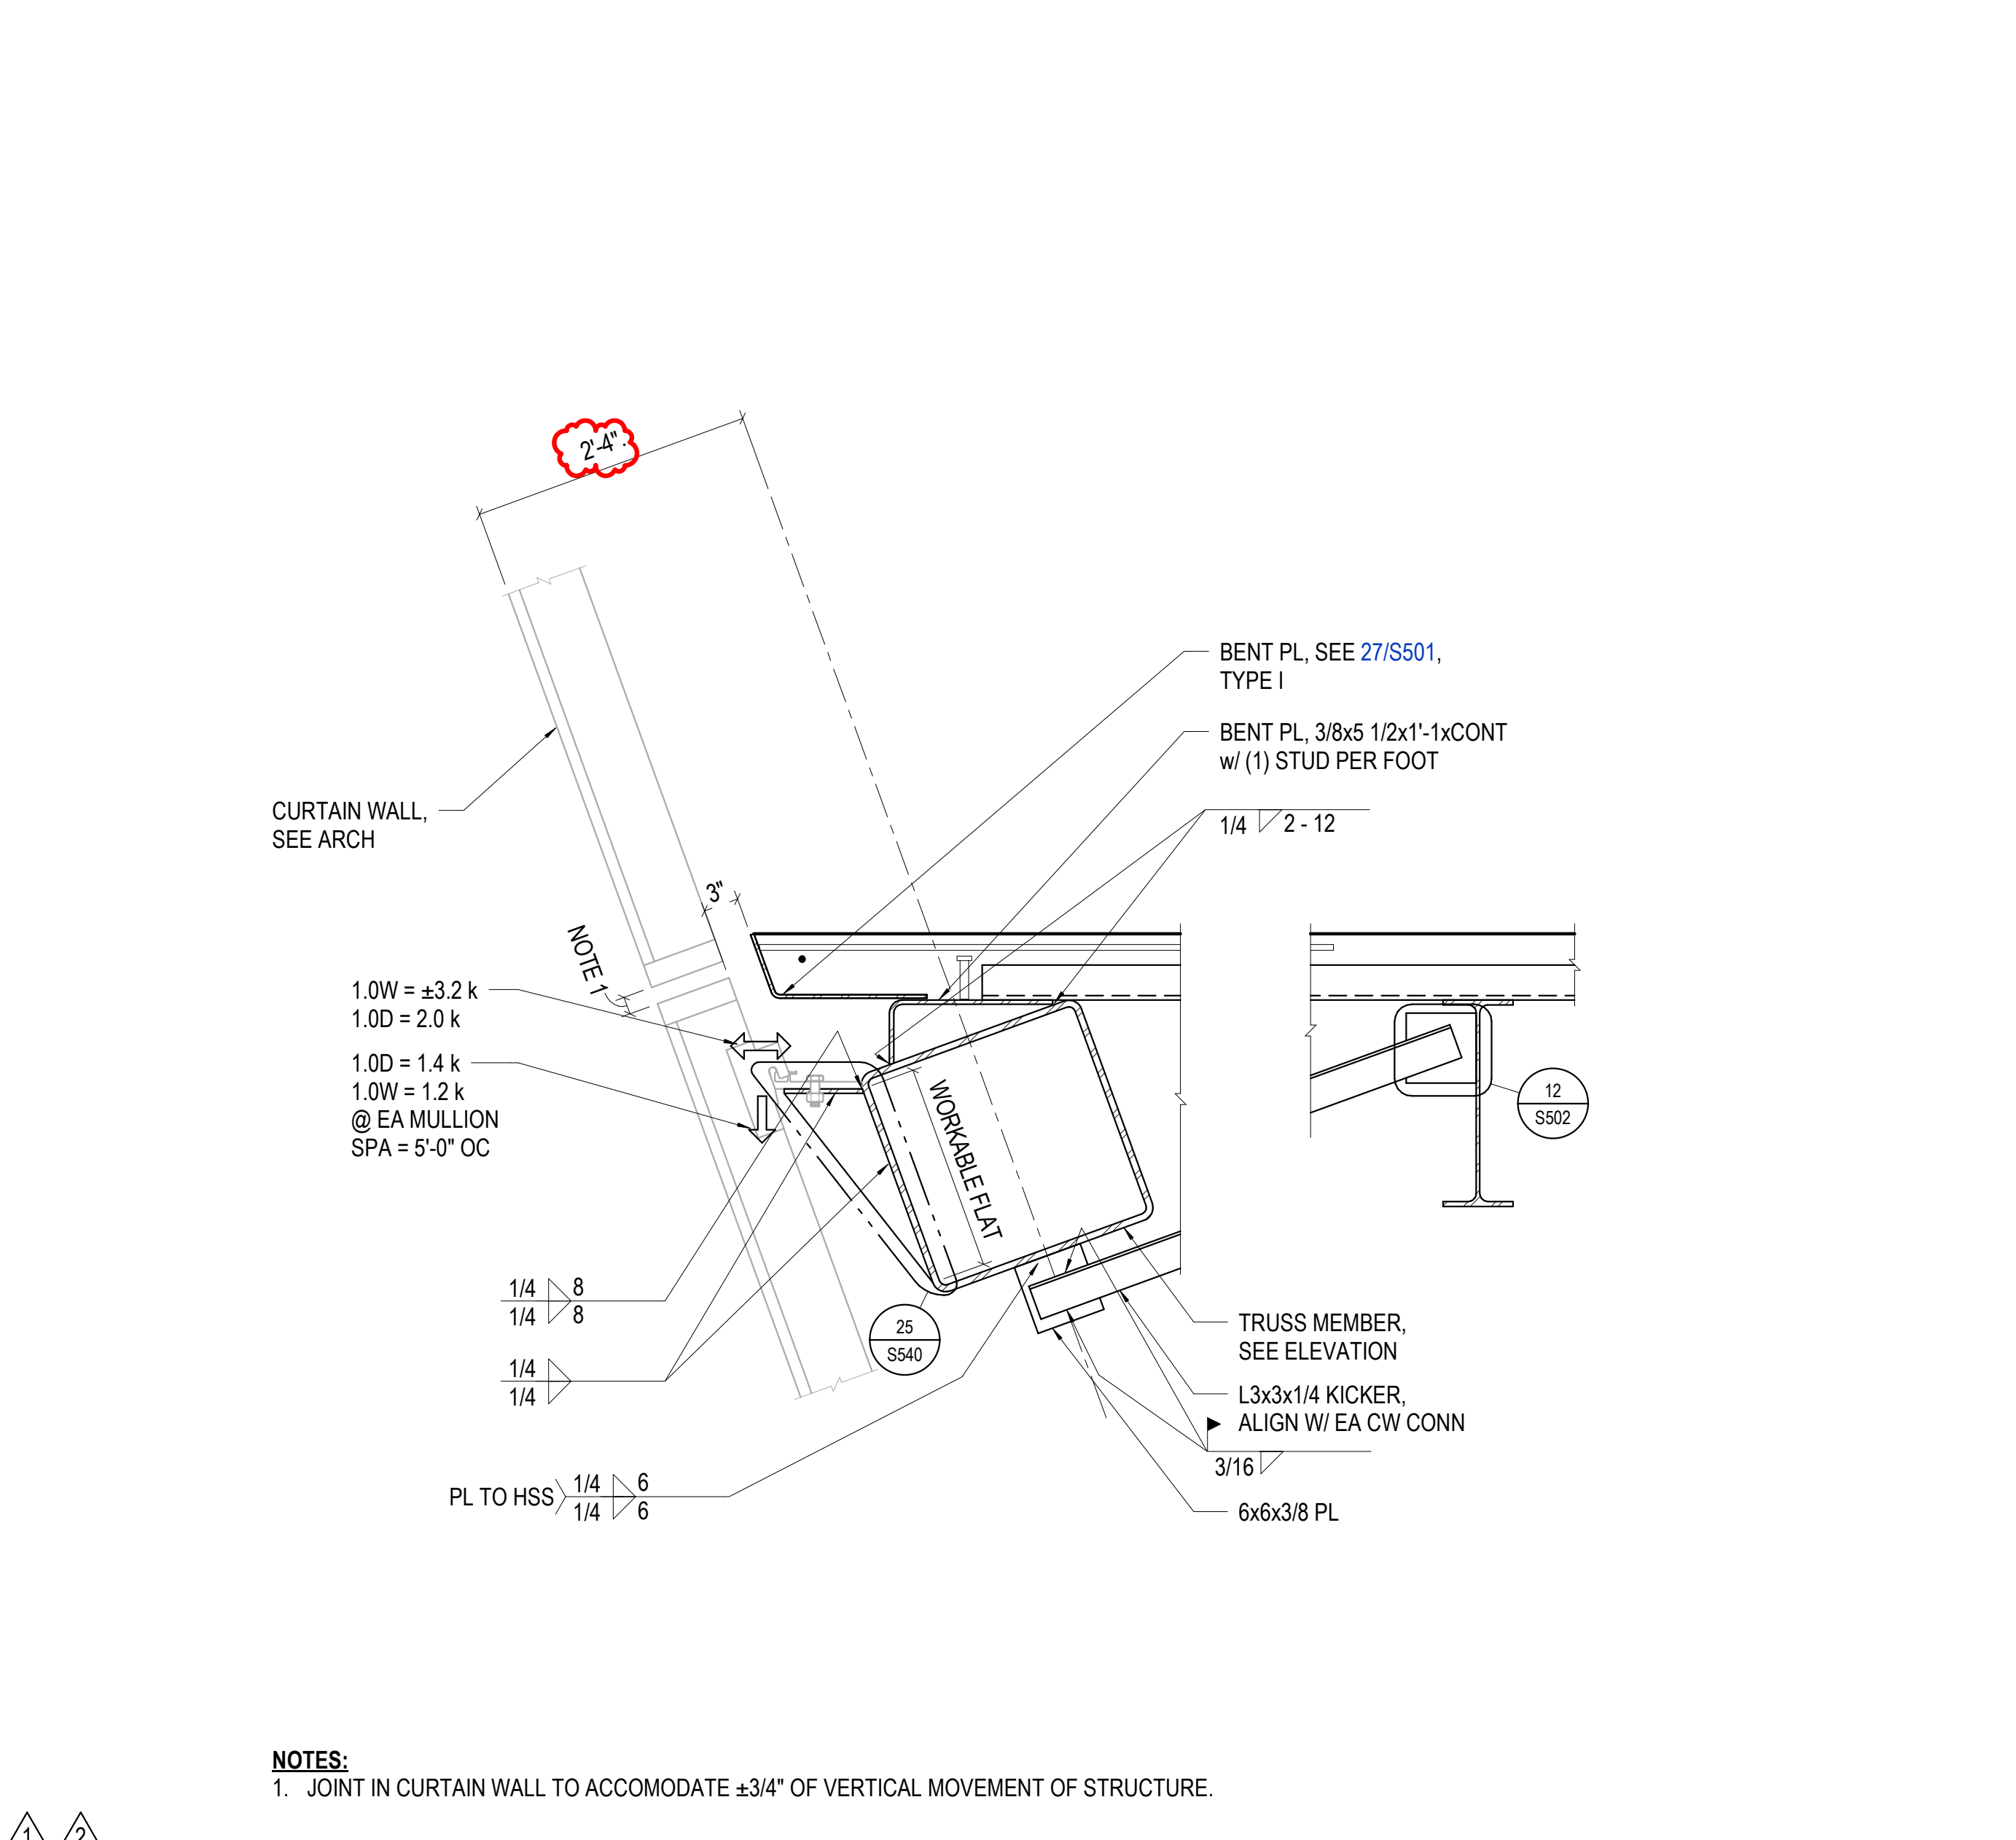 2'-4".
BENT PL, SEE 27/S501,
TYPE I
BENT PL, 3/8x5 1/2x1'-1xCONT
w/ (1) STUD PER FOOT
1/4 2 - 12
CURTAIN WALL,
SEE ARCH
3"
NOTE 1
1.0W = ±3.2 k
1.0D = 2.0 k
1.0D = 1.4 k
1.0W = 1.2 k
@ EA MULLION
SPA = 5'-0" OC
WORKABLE FLAT
12
S502
1/4 8
1/4 8
25
S540
1/4
1/4
TRUSS MEMBER,
SEE ELEVATION
L3x3x1/4 KICKER,
ALIGN W/ EA CW CONN
3/16
PL TO HSS
1/4 6
1/4 6
6x6x3/8 PL
NOTES:
1. JOINT IN CURTAIN WALL TO ACCOMODATE ±3/4" OF VERTICAL MOVEMENT OF STRUCTURE.
1 2